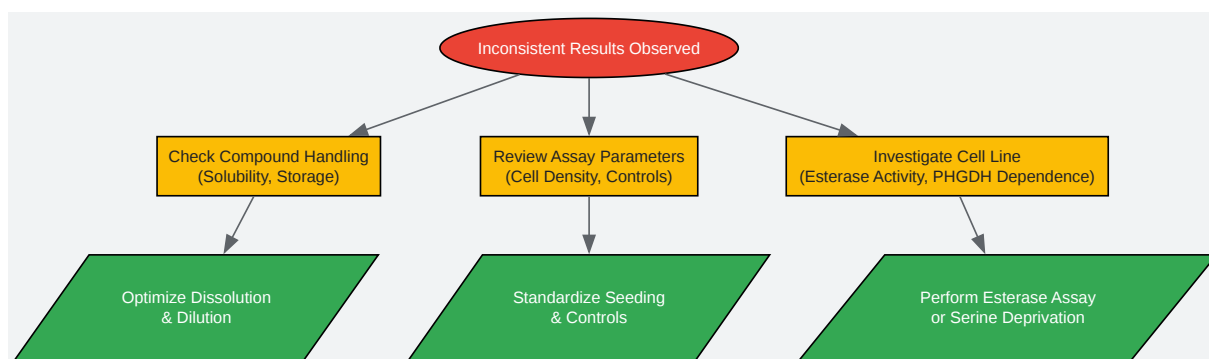 Inconsistent Results Observed
Check Compound Handling
(Solubility, Storage)
Review Assay Parameters
(Cell Density, Controls)
Investigate Cell Line
(Esterase Activity, PHGDH Dependence)
Optimize Dissolution
& Dilution
Standardize Seeding
& Controls
Perform Esterase Assay
or Serine Deprivation